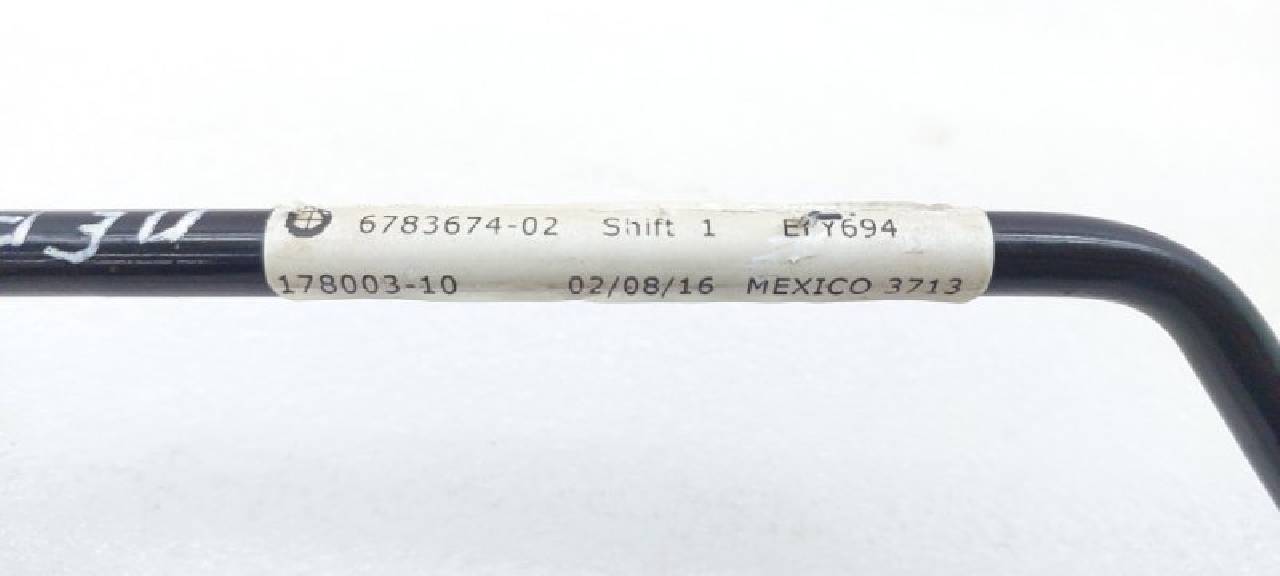 6783674-02 Shift 1
178003-10 02/08/16 MEXICO 3713